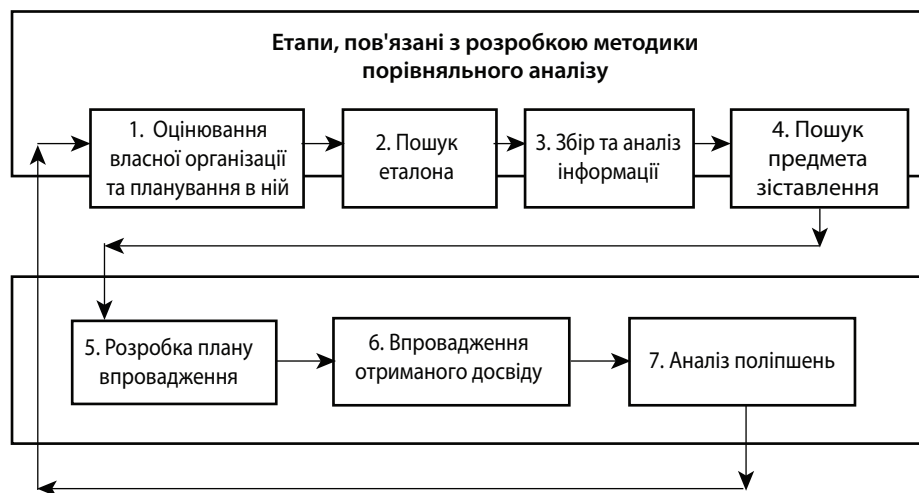 Етапи, пов'язані з розробкою методики
порівняльного аналізу
1. Оцінювання
власної організації
та планування в ній
2. Пошук
еталона
3. Збір та аналіз
інформації
4. Пошук
предмета
зіставлення
5. Розробка плану
впровадження
6. Впровадження
отриманого досвіду
7. Аналіз поліпшень